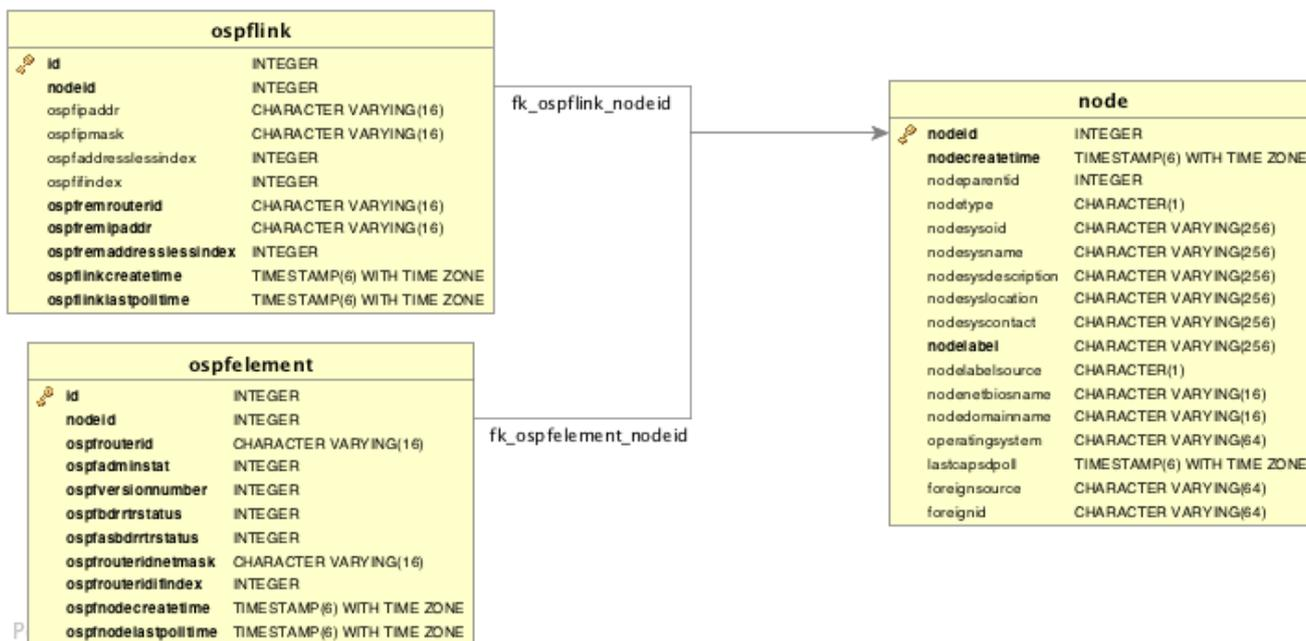 ospflink
id INTEGER
nodeid INTEGER
ospfipaddr CHARACTER VARYING(16)
ospfipmask CHARACTER VARYING(16)
ospfaddresslessindex INTEGER
ospfifindex INTEGER
ospfremrouterid CHARACTER VARYING(16)
ospfremipaddr CHARACTER VARYING(16)
ospfremaddresslessindex INTEGER
ospflinkcreatetime TIMESTAMP(6) WITH TIME ZONE
ospflinklastpolltime TIMESTAMP(6) WITH TIME ZONE
fk_ospflink_nodeid
ospfelement
id INTEGER
nodeid INTEGER
ospfrouterid CHARACTER VARYING(16)
ospfadminstat INTEGER
ospfversionnumber INTEGER
ospfbdrrtrstatus INTEGER
ospfasbdrrtrstatus INTEGER
ospfrouteridnetmask CHARACTER VARYING(16)
ospfrouteridifindex INTEGER
ospfnodecreatetime TIMESTAMP(6) WITH TIME ZONE
ospfnodelastpolltime TIMESTAMP(6) WITH TIME ZONE
fk_ospfelement_nodeid
node
nodeid INTEGER
nodecreatetime TIMESTAMP(6) WITH TIME ZONE
nodeparentid INTEGER
nodetype CHARACTER(1)
nodesysoid CHARACTER VARYING(256)
nodesysname CHARACTER VARYING(256)
nodesysdescription CHARACTER VARYING(256)
nodesyslocation CHARACTER VARYING(256)
nodesyscontact CHARACTER VARYING(256)
nodelabel CHARACTER VARYING(256)
nodelabelsource CHARACTER(1)
nodenetbiosname CHARACTER VARYING(16)
nodedomainname CHARACTER VARYING(16)
operatingsystem CHARACTER VARYING(64)
lastcapsdpoll TIMESTAMP(6) WITH TIME ZONE
foreignsource CHARACTER VARYING(64)
foreignid CHARACTER VARYING(64)
P